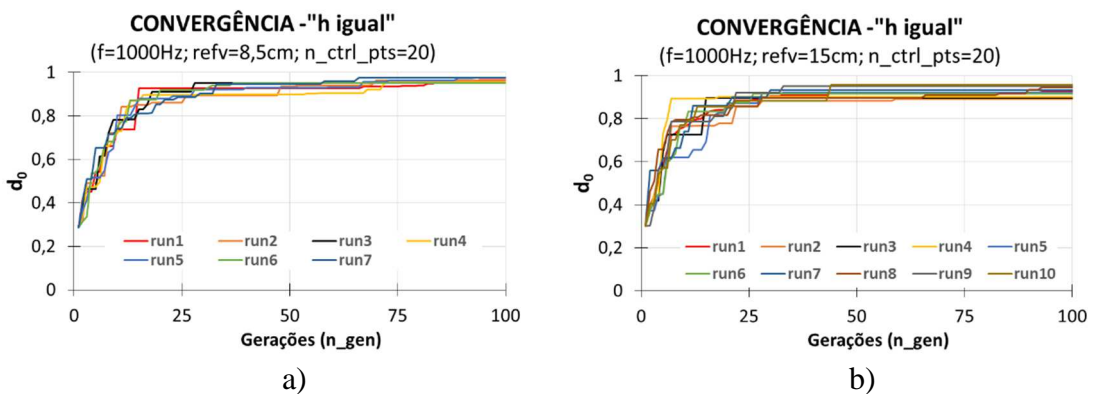 CONVERGÊNCIA -"h igual"
(f=1000Hz; refv=8,5cm; n_ctrl_pts=20)
1
0,8
0,6
0,4
0,2
0
d0
run1 run2 run3 run4
run5 run6 run7
0 25 50 75 100
Gerações (n_gen)
a)
CONVERGÊNCIA -"h igual"
(f=1000Hz; refv=15cm; n_ctrl_pts=20)
1
0,8
0,6
0,4
0,2
0
d0
run1 run2 run3 run4 run5
run6 run7 run8 run9 run10
0 25 50 75 100
Gerações (n_gen)
b)